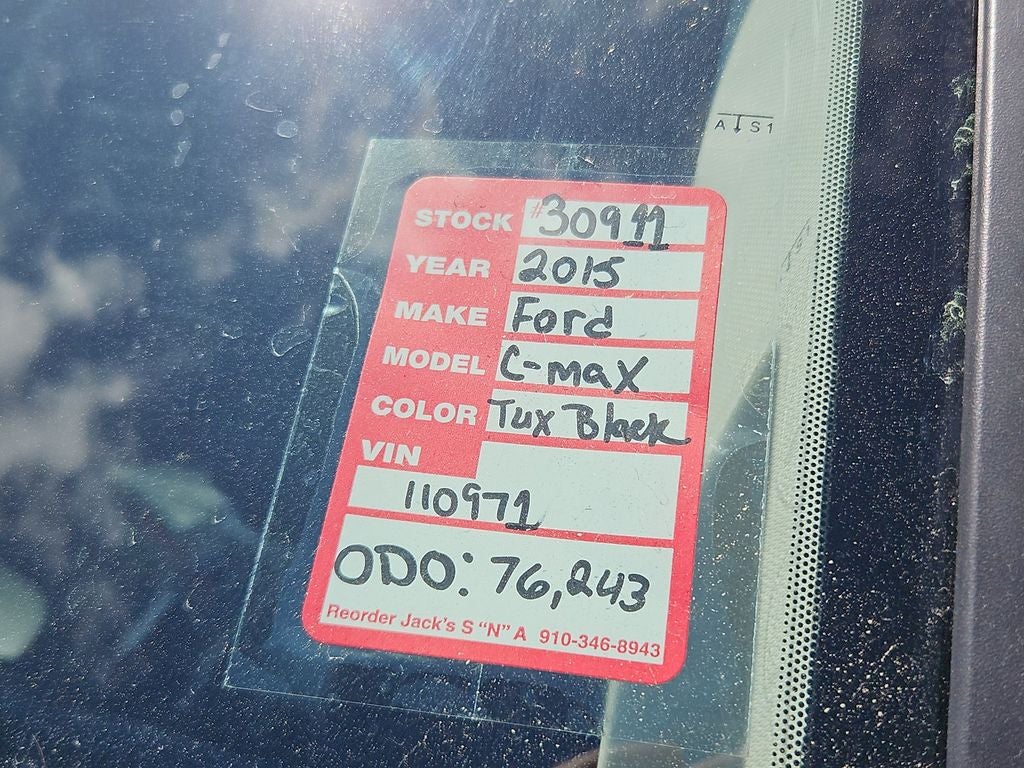 A↓S1
STOCK #30911
YEAR 2015
MAKE Ford
MODEL C-max
COLOR Tux Black
VIN
110971
ODO: 76,243
Reorder Jack's S "N" A 910-346-8943